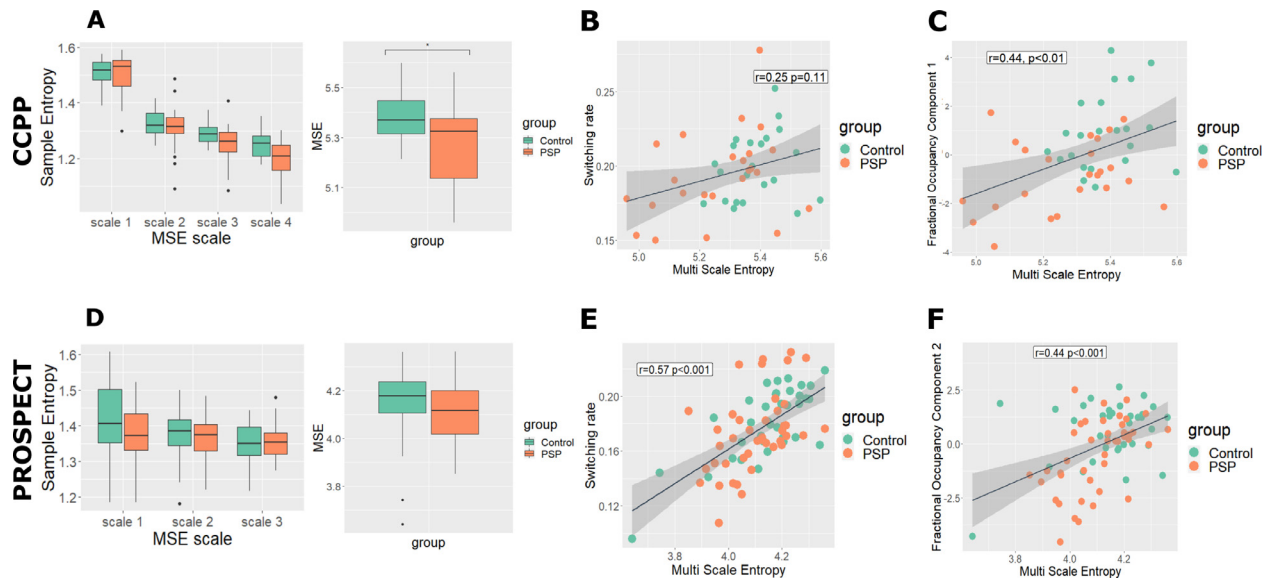 A
B
C
CCPP
Sample Entropy
1.6
1.4
1.2
scale 1 scale 2 scale 3 scale 4
MSE scale
group
Control
PSP
*
MSE
5.5
5.3
5.1
group
group
Control
PSP
r=0.25 p=0.11
Switching rate
0.25
0.20
0.15
5.0 5.2 5.4 5.6
Multi Scale Entropy
group
Control
PSP
r=0.44, p<0.01
Fractional Occupancy Component 1
4
2
0
-2
-4
5.0 5.2 5.4 5.6
Multi Scale Entropy
group
Control
PSP
D
E
F
PROSPECT
Sample Entropy
1.6
1.5
1.4
1.3
1.2
scale 1 scale 2 scale 3
MSE scale
group
Control
PSP
MSE
4.2
4.0
3.8
group
group
Control
PSP
r=0.57 p<0.001
Switching rate
0.20
0.16
0.12
3.8 4.0 4.2
Multi Scale Entropy
group
Control
PSP
r=0.44 p<0.001
Fractional Occupancy Component 2
2.5
0.0
-2.5
3.8 4.0 4.2
Multi Scale Entropy
group
Control
PSP